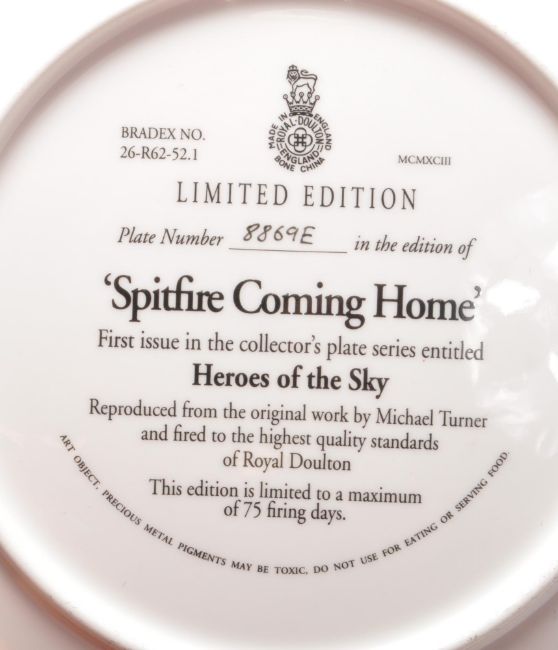 MADE IN ENGLAND
ROYAL·DOULTON
ENGLAND
BONE CHINA
BRADEX NO.
26-R62-52.1
MCMXCIII
LIMITED EDITION
Plate Number 8869E in the edition of
‘Spitfire Coming Home’
First issue in the collector's plate series entitled
Heroes of the Sky
Reproduced from the original work by Michael Turner
and fired to the highest quality standards
of Royal Doulton
This edition is limited to a maximum
of 75 firing days.
ART OBJECT, PRECIOUS METAL PIGMENTS MAY BE TOXIC, DO NOT USE FOR EATING OR SERVING FOOD.